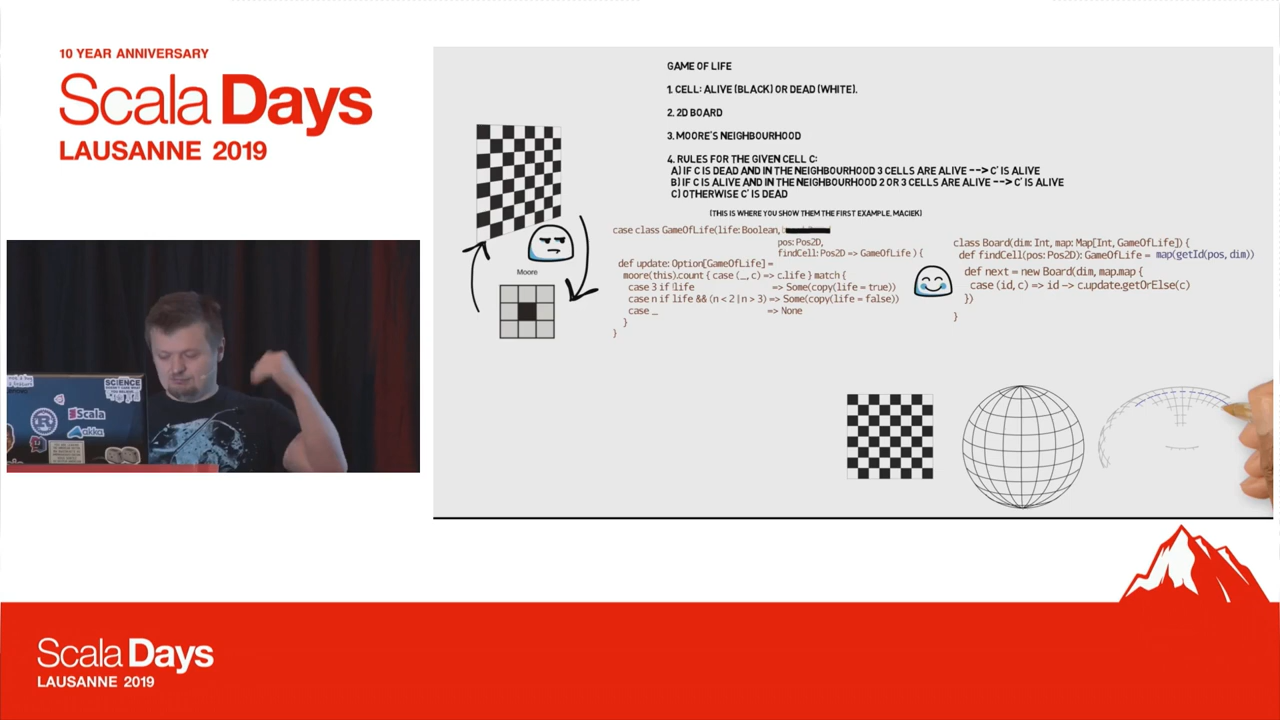 10 YEAR ANNIVERSARY
Scala Days
LAUSANNE 2019
GAME OF LIFE
1. CELL: ALIVE (BLACK) OR DEAD (WHITE).
2. 2D BOARD
3. MOORE'S NEIGHBOURHOOD
4. RULES FOR THE GIVEN CELL C:
A) IF C IS DEAD AND IN THE NEIGHBOURHOOD 3 CELLS ARE ALIVE --> C' IS ALIVE
B) IF C IS ALIVE AND IN THE NEIGHBOURHOOD 2 OR 3 CELLS ARE ALIVE --> C' IS ALIVE
C) OTHERWISE C' IS DEAD
(THIS IS WHERE YOU SHOW THEM THE FIRST EXAMPLE, MACIEK)
case class GameOfLife(life: Boolean,
pos: Pos2D,
findCell: Pos2D => GameOfLife ) {
def update: Option[GameOfLife] =
moore(this).count { case (_, c) => c.life } match {
case 3 if !life => Some(copy(life = true))
case n if life && (n < 2 | n > 3) => Some(copy(life = false))
case _ => None
}
}
class Board(dim: Int, map: Map[Int, GameOfLife]) {
def findCell(pos: Pos2D): GameOfLife = map(getId(pos, dim))
def next = new Board(dim, map.map {
case (id, c) => id -> c.update.getOrElse(c)
})
}
Moore
SCIENCE
Scala
akka
Scala Days
LAUSANNE 2019